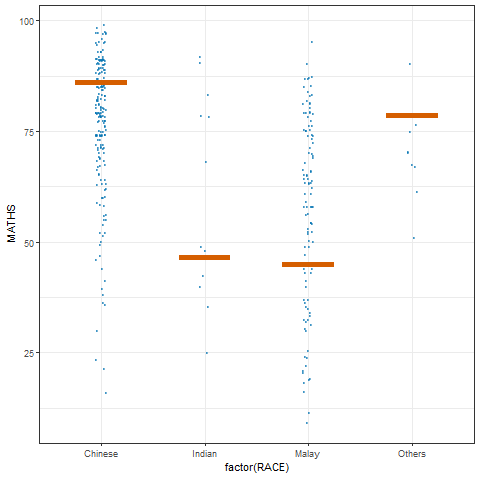 100
75
50
25
MATHS
Chinese
Indian
Malay
Others
factor(RACE)